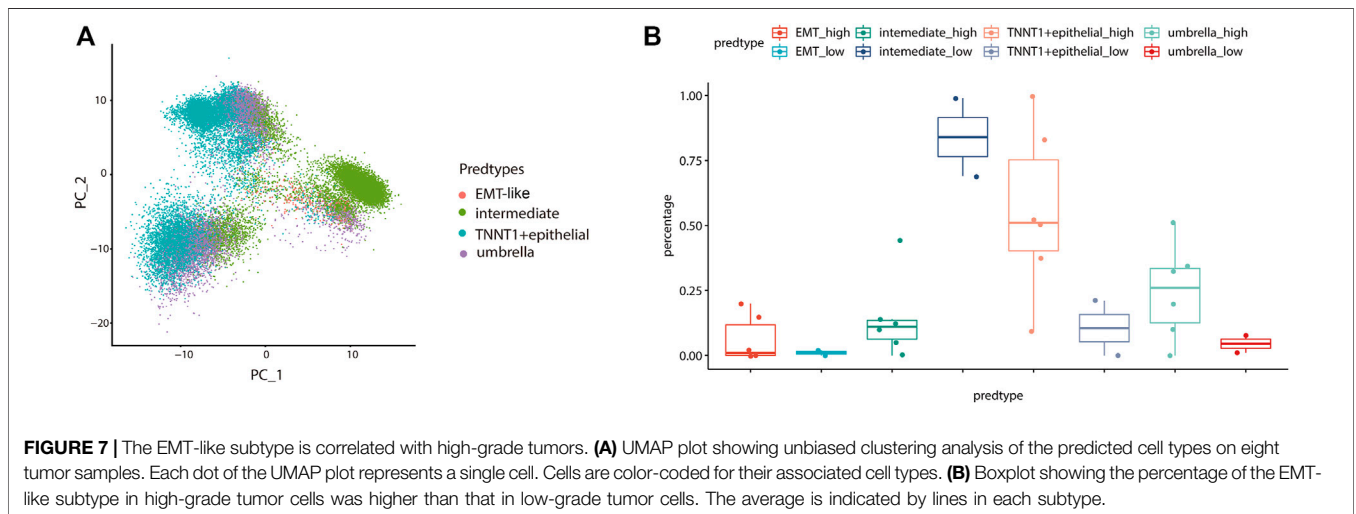 A
PC_2
10
0
−10
−20
−10
0
10
PC_1
Predtypes
EMT-like
intermediate
TNNT1+epithelial
umbrella
B
predtype
EMT_high
intemediate_high
TNNT1+epithelial_high
umbrella_high
EMT_low
intemediate_low
TNNT1+epithelial_low
umbrella_low
percentage
1.00
0.75
0.50
0.25
0.00
predtype
FIGURE 7 | The EMT-like subtype is correlated with high-grade tumors. (A) UMAP plot showing unbiased clustering analysis of the predicted cell types on eight
tumor samples. Each dot of the UMAP plot represents a single cell. Cells are color-coded for their associated cell types. (B) Boxplot showing the percentage of the EMT-
like subtype in high-grade tumor cells was higher than that in low-grade tumor cells. The average is indicated by lines in each subtype.